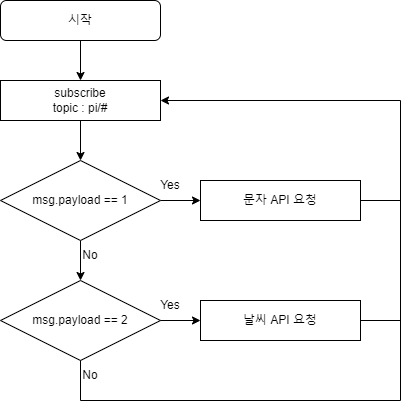 시작
subscribe
topic : pi/#
msg.payload == 1
Yes
문자 API 요청
No
msg.payload == 2
Yes
날씨 API 요청
No